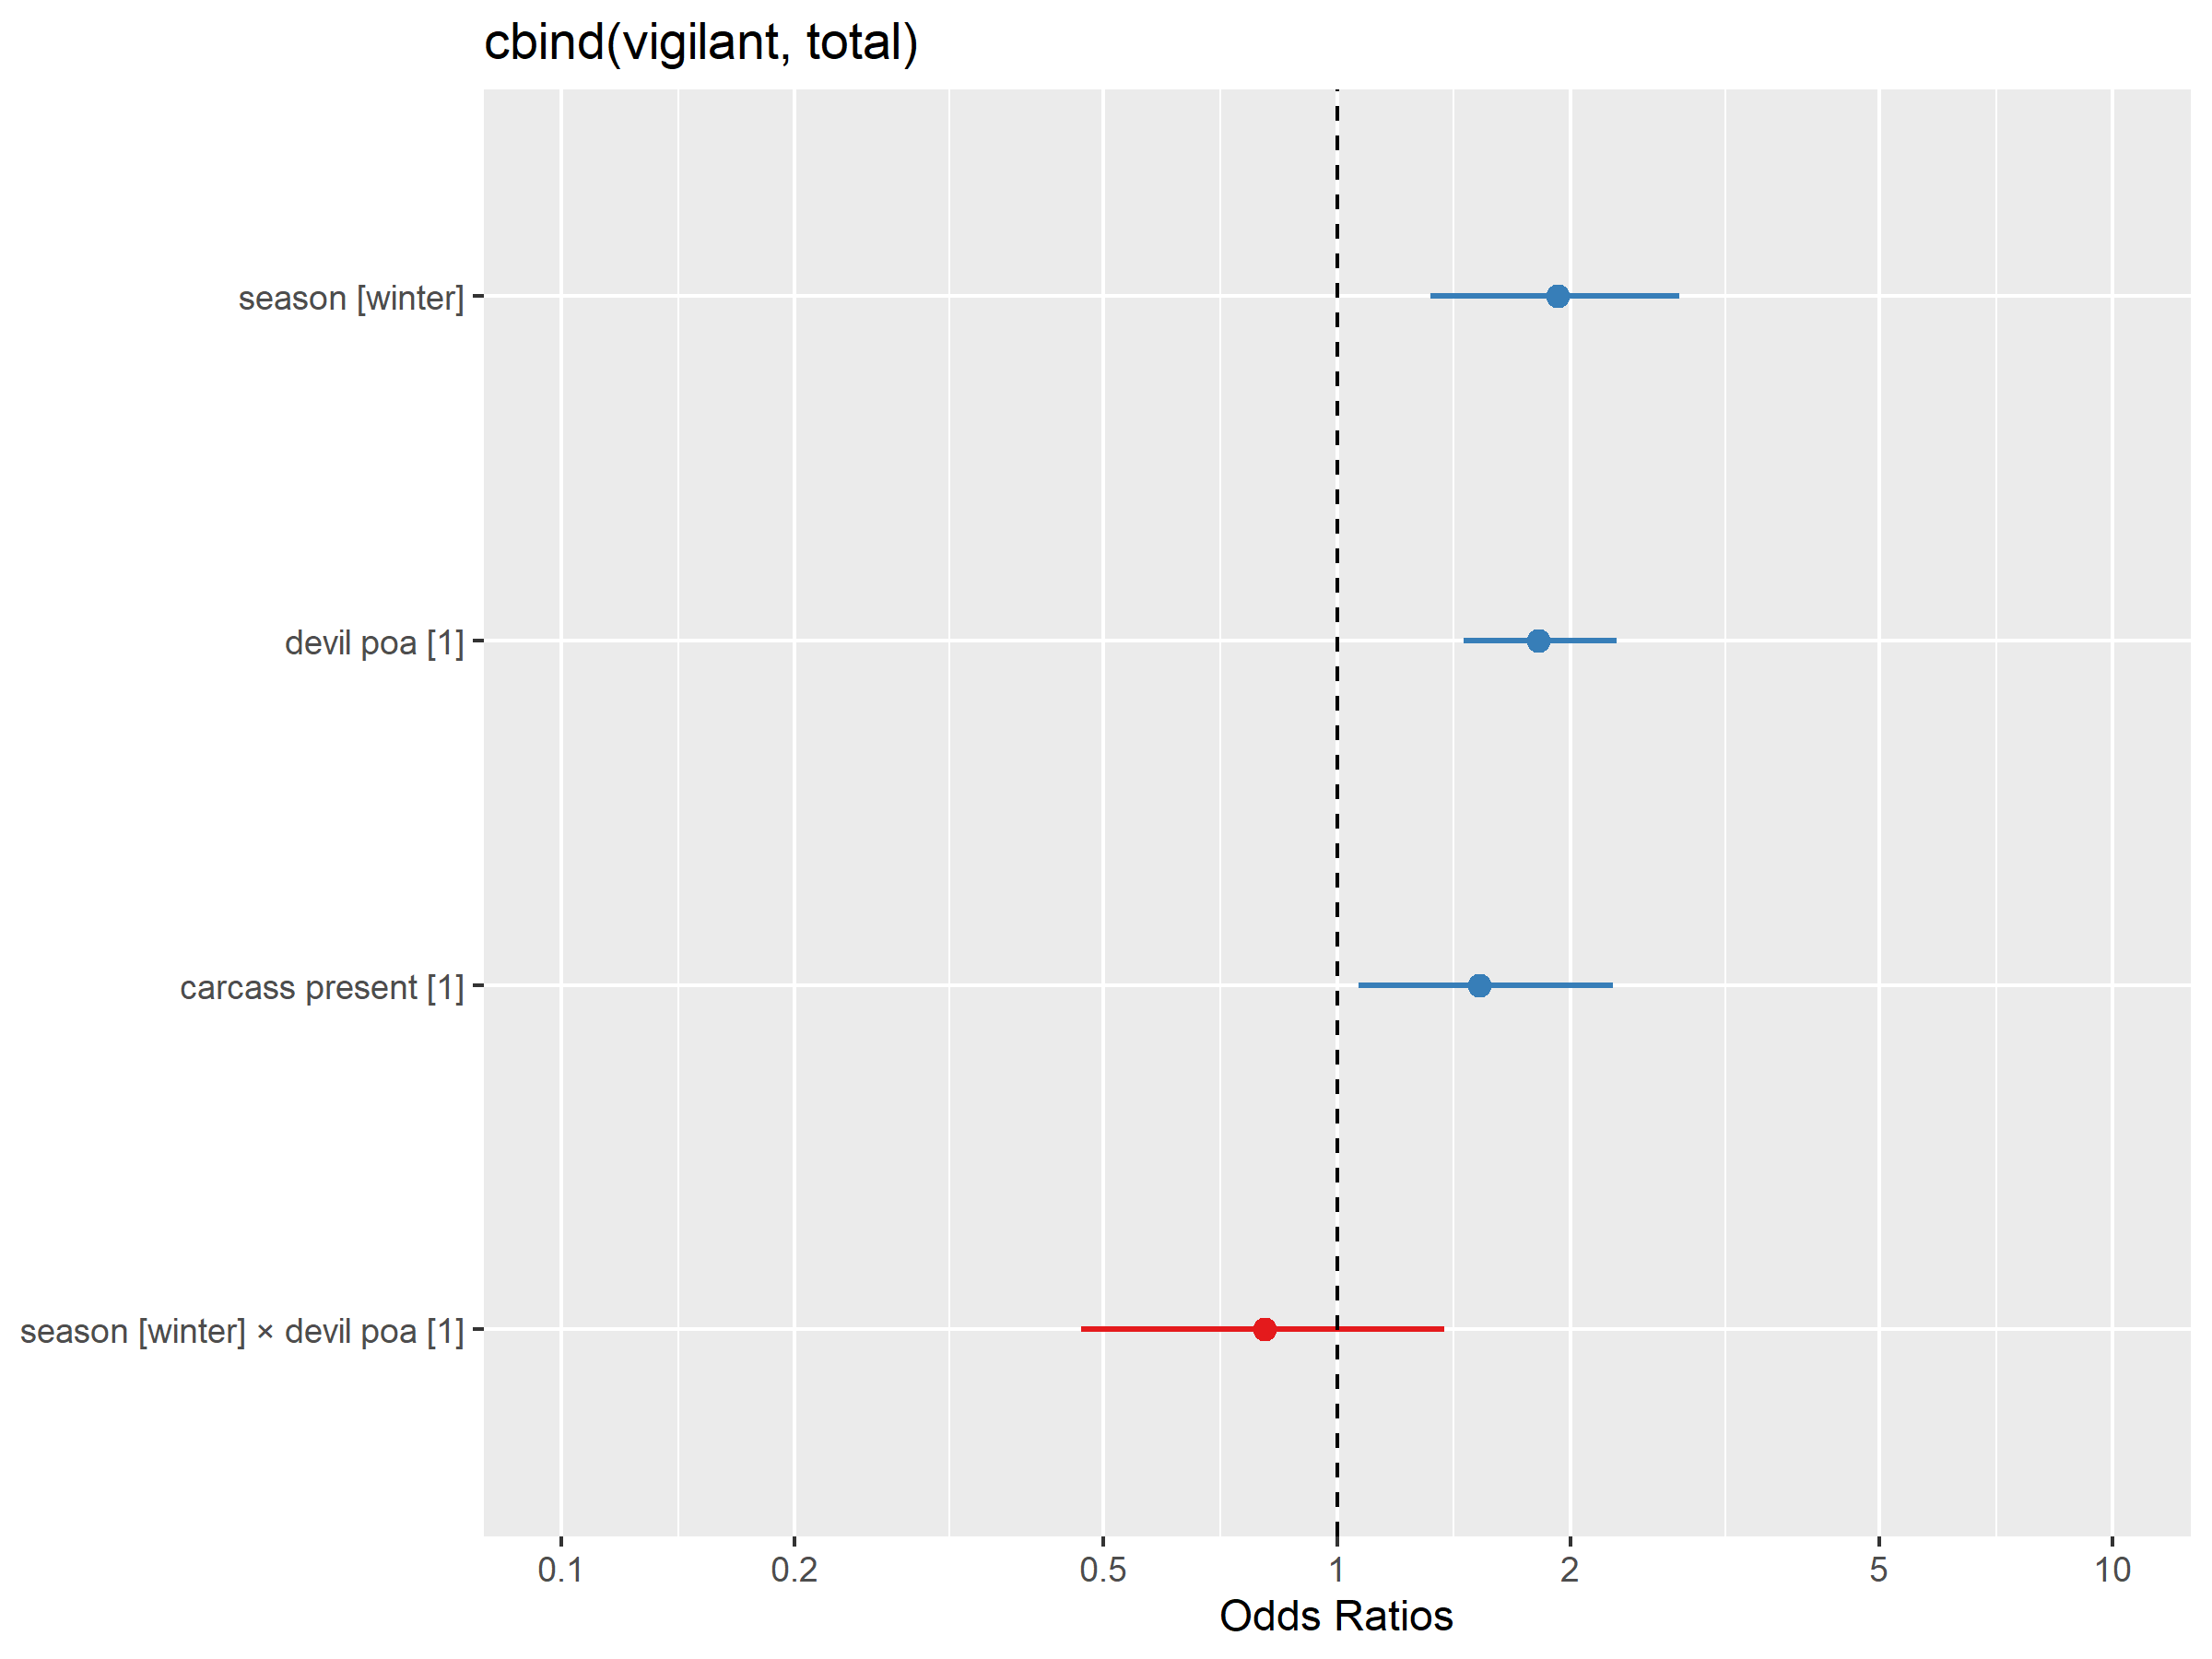 cbind(vigilant, total)
season [winter]
devil poa [1]
carcass present [1]
season [winter] × devil poa [1]
0.1 0.2 0.5 1 2 5 10
Odds Ratios